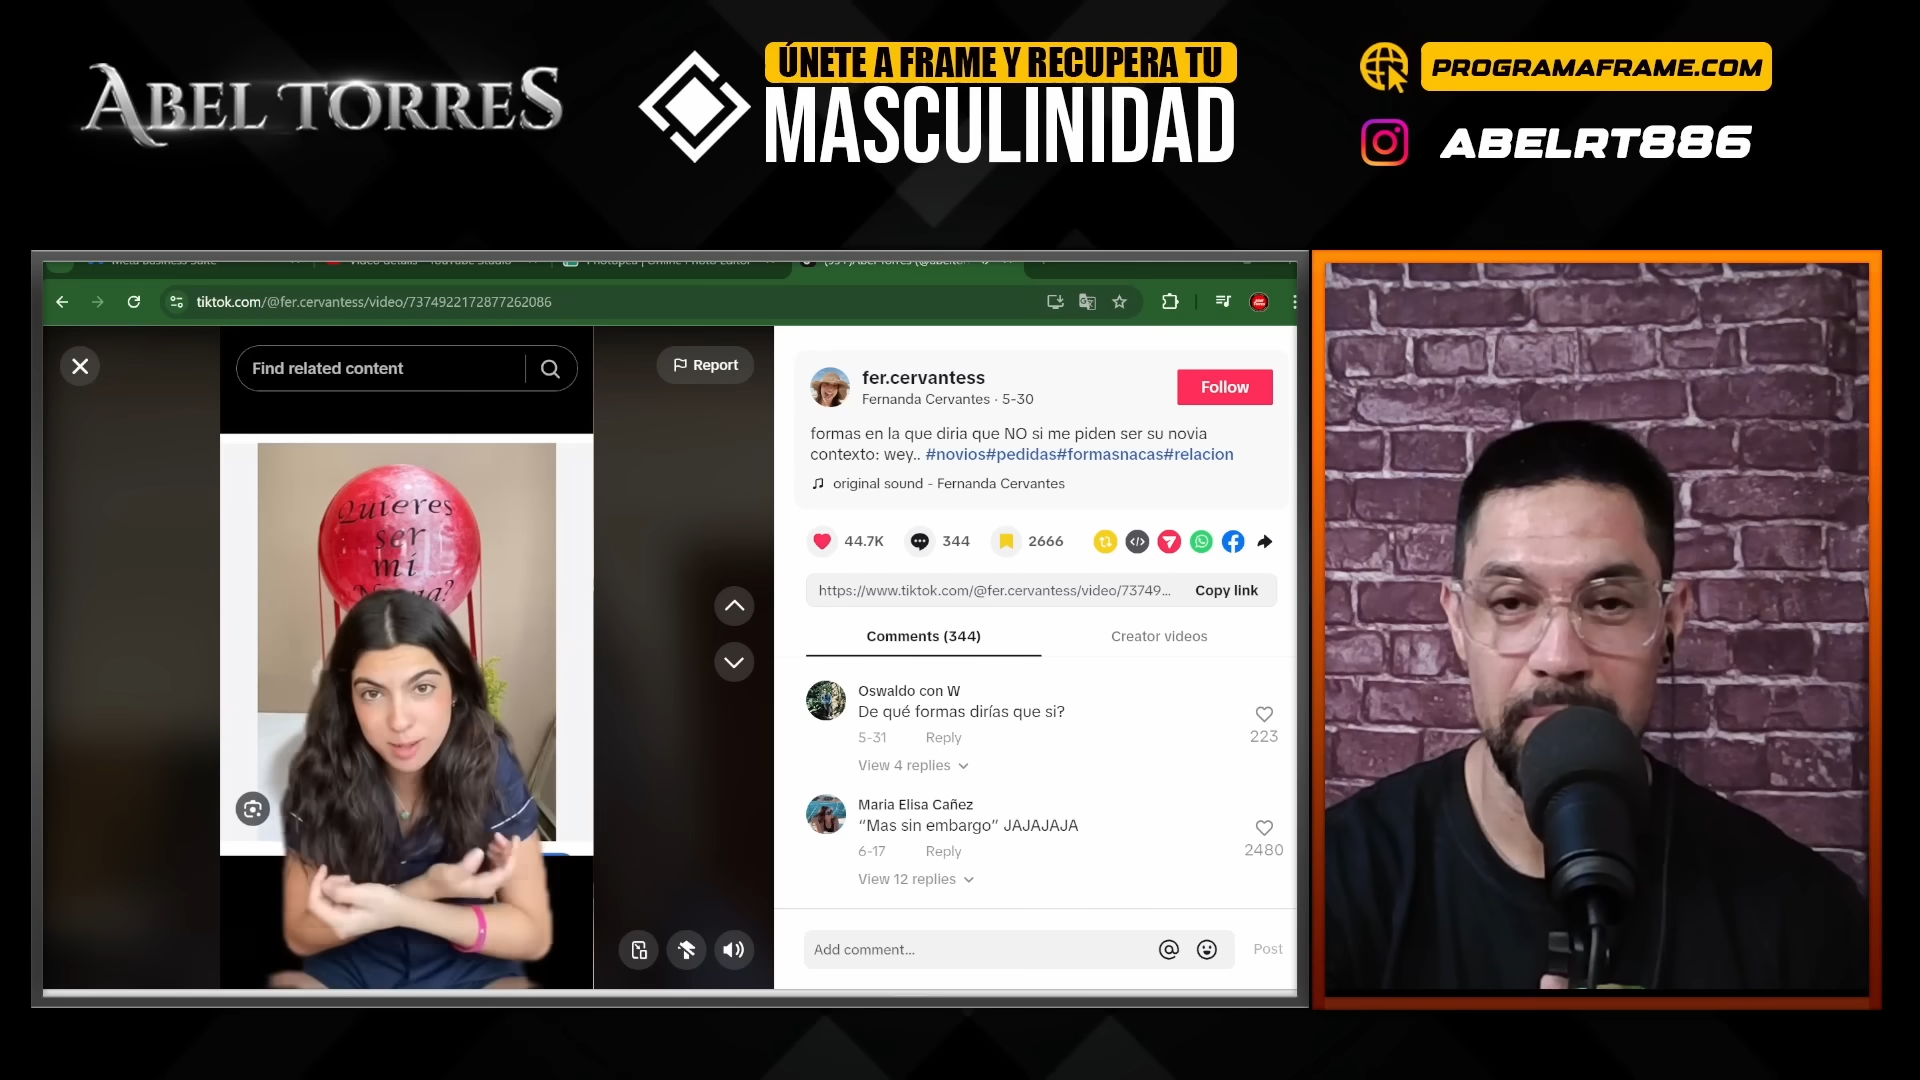 ABEL TORRES
ÚNETE A FRAME Y RECUPERA TU
MASCULINIDAD
PROGRAMAFRAME.COM
ABELRT886
tiktok.com/@fer.cervantess/video/7374922172877262086
Find related content
Report
Quieres
ser
mi
fer.cervantess
Fernanda Cervantes · 5-30
Follow
formas en la que diria que NO si me piden ser su novia
contexto: wey.. #novios#pedidas#formasnacas#relacion
original sound - Fernanda Cervantes
44.7K
344
2666
https://www.tiktok.com/@fer.cervantess/video/73749...
Copy link
Comments (344)
Creator videos
Oswaldo con W
De qué formas dirías que si?
223
5-31
Reply
View 4 replies
Maria Elisa Cañez
“Mas sin embargo” JAJAJAJA
2480
6-17
Reply
View 12 replies
Add comment...
Post